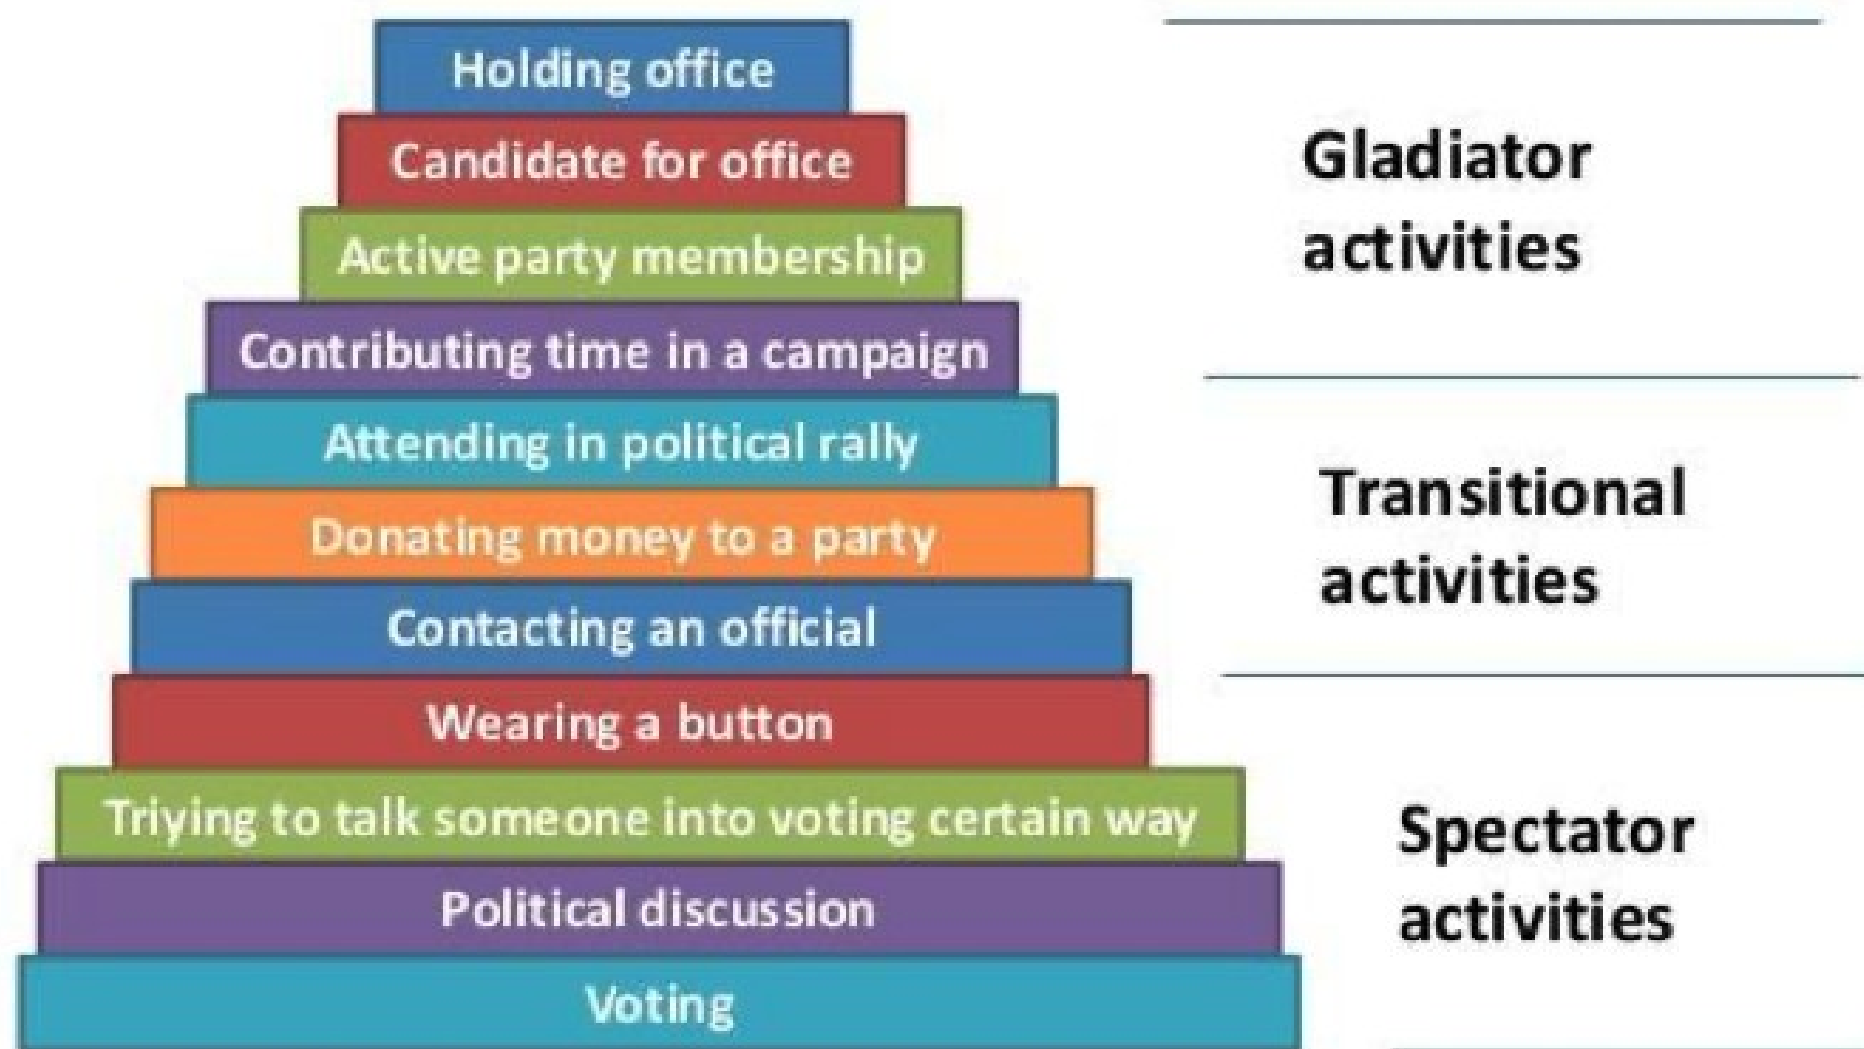 Holding office
Candidate for office
Active party membership
Contributing time in a campaign
Attending in political rally
Donating money to a party
Contacting an official
Wearing a button
Triying to talk someone into voting certain way
Political discussion
Voting
Gladiator
activities
Transitional
activities
Spectator
activities